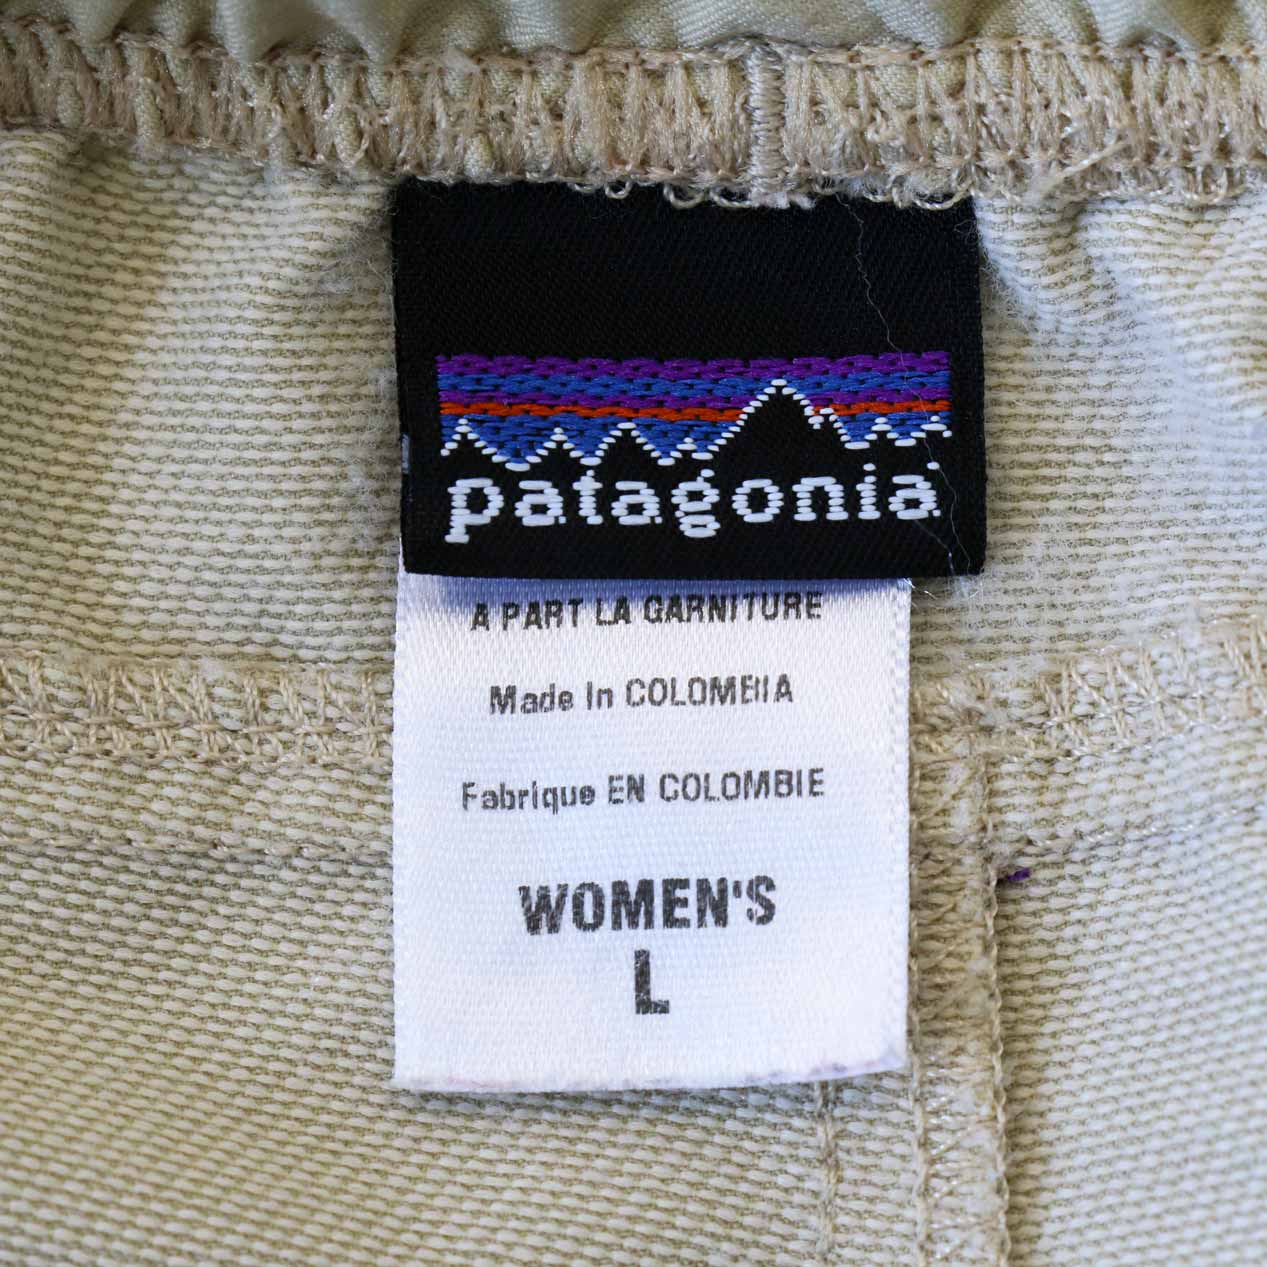 patagonia
A PART LA GARNITURE
Made In COLOMBIA
Fabrique EN COLOMBIE
WOMEN'S
L